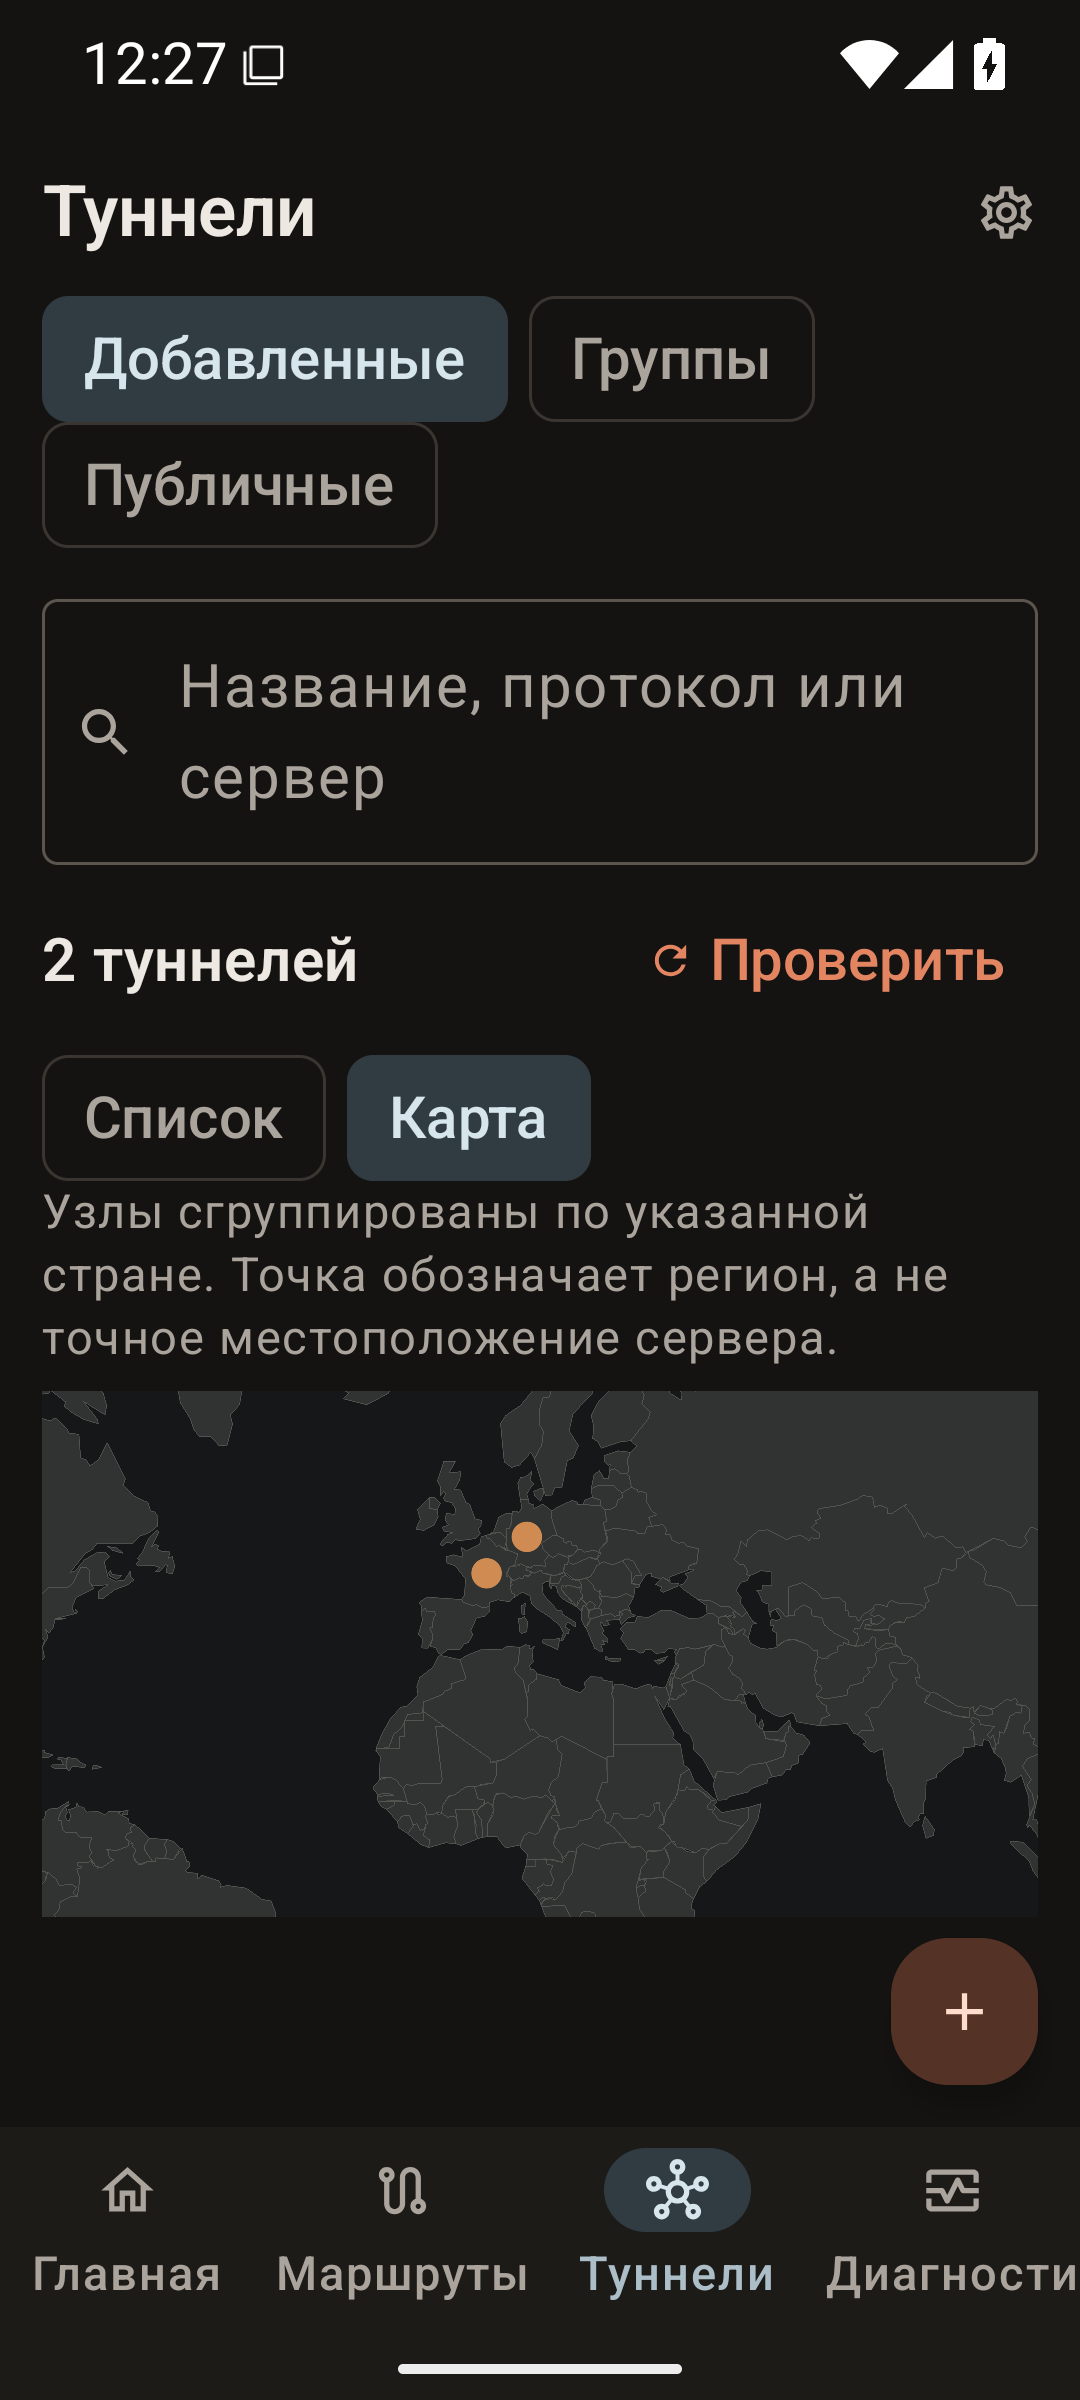 12:27
Туннели
Добавленные
Группы
Публичные
Название, протокол или
сервер
2 туннелей
Проверить
Список
Карта
Узлы сгруппированы по указанной
стране. Точка обозначает регион, а не
точное местоположение сервера.
Главная
Маршруты
Туннели
Диагности